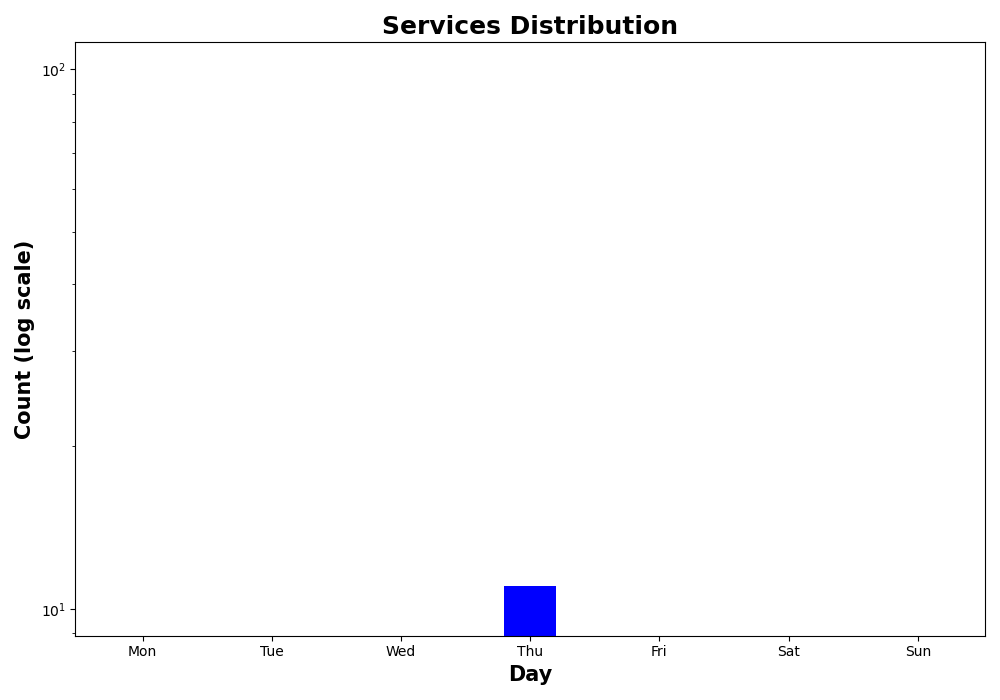 Services Distribution
Count (log scale)
10²
10¹
Mon Tue Wed Thu Fri Sat Sun
Day